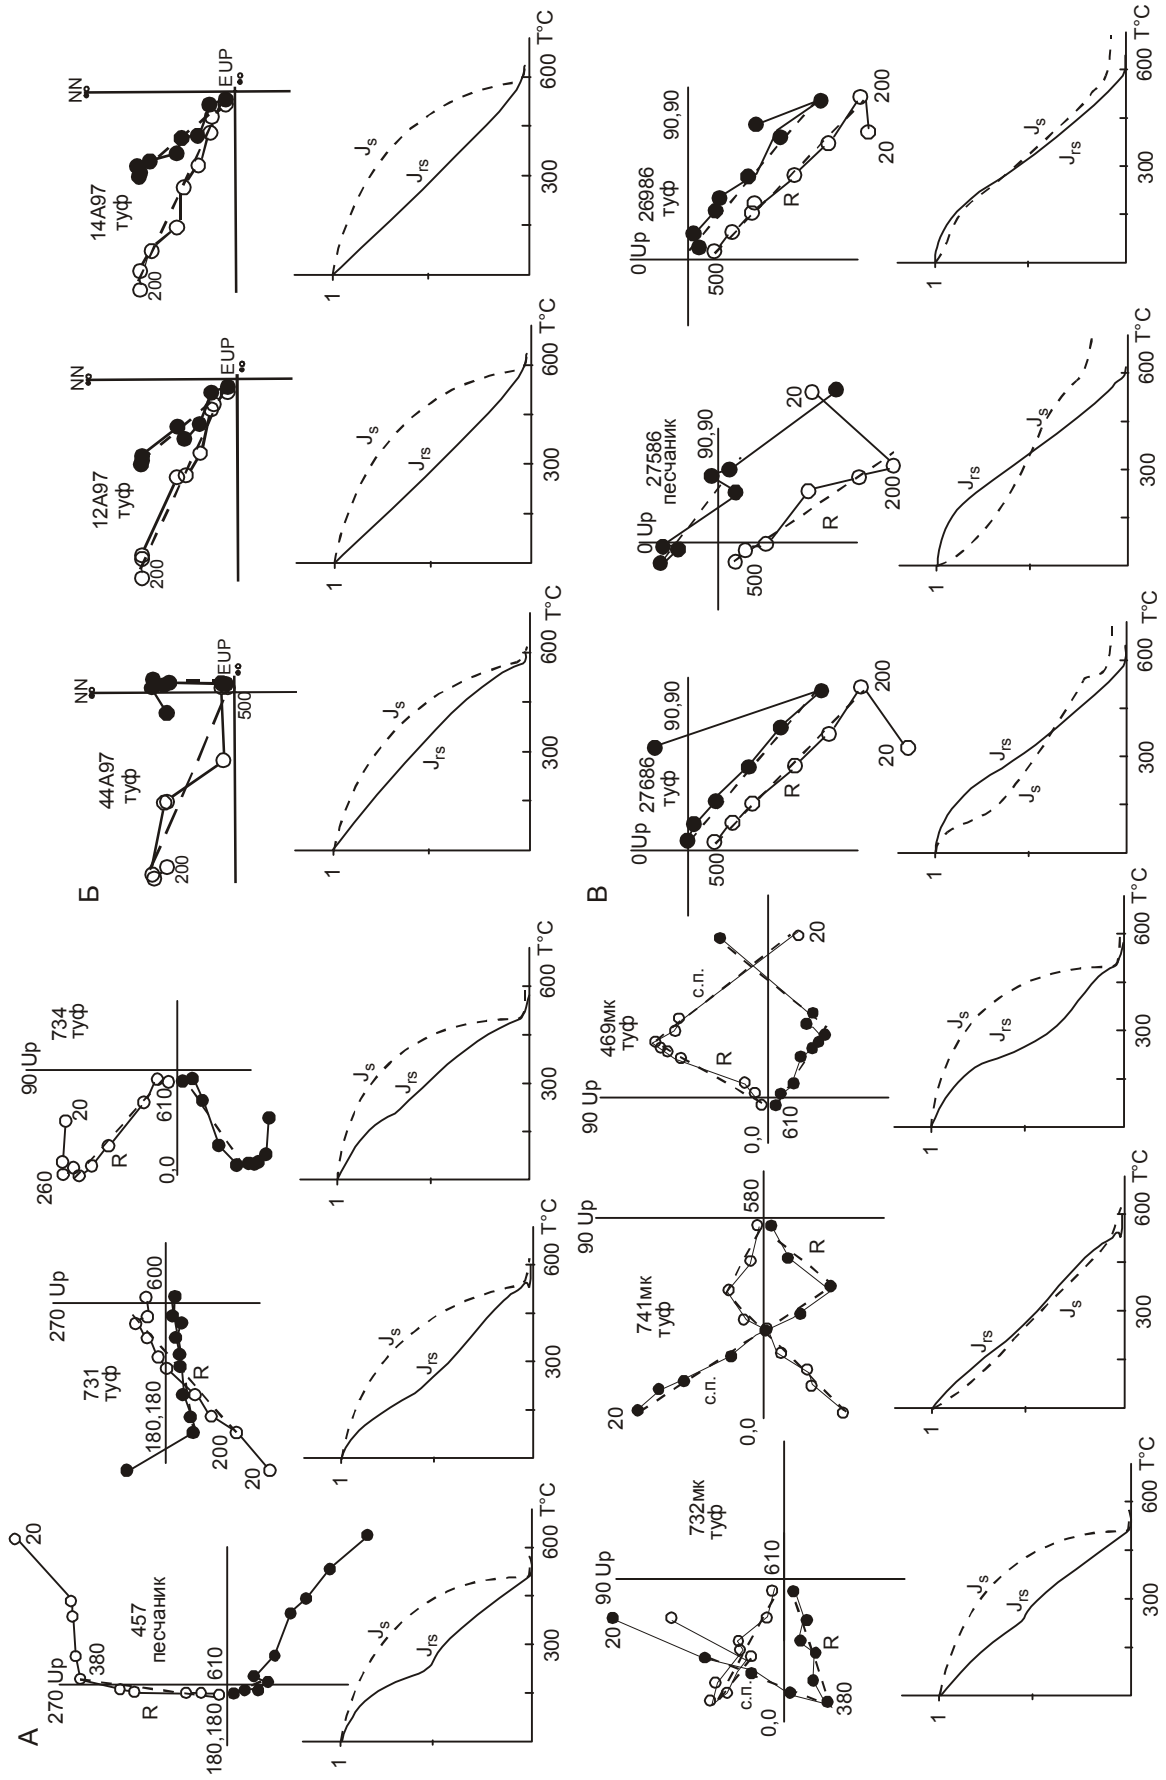 А
270 Up
20
380
457
песчаник
R
180,180
610
1
Js
Jrs
300
600
T°C
270 Up
731
туф
600
180,180
R
200
20
1
Js
Jrs
300
600
T°C
90 Up
734
туф
20
260
R
610
0,0
1
Js
Jrs
300
600
T°C
90 Up
732мк
туф
20
610
с.п.
R
0,0
380
1
Js
Jrs
300
600
T°C
90 Up
741мк
туф
580
20
с.п.
R
0,0
1
Jrs
Js
300
600
T°C
90 Up
469мк
туф
с.п.
20
R
0,0
610
1
Js
Jrs
300
600
T°C
Б
44А97
туф
NN
EUP
200
500
1
Js
Jrs
300
600
T°C
12А97
туф
NN
EUP
200
1
Js
Jrs
300
600
T°C
14А97
туф
NN
EUP
200
1
Js
Jrs
300
600
T°C
В
0 Up
27686
туф
90,90
500
R
200
20
1
Jrs
Js
300
600
T°C
0 Up
27586
песчаник
90,90
20
500
R
200
1
Jrs
Js
300
600
T°C
0 Up
26986
туф
90,90
500
R
200
20
1
Js
Jrs
300
600
T°C